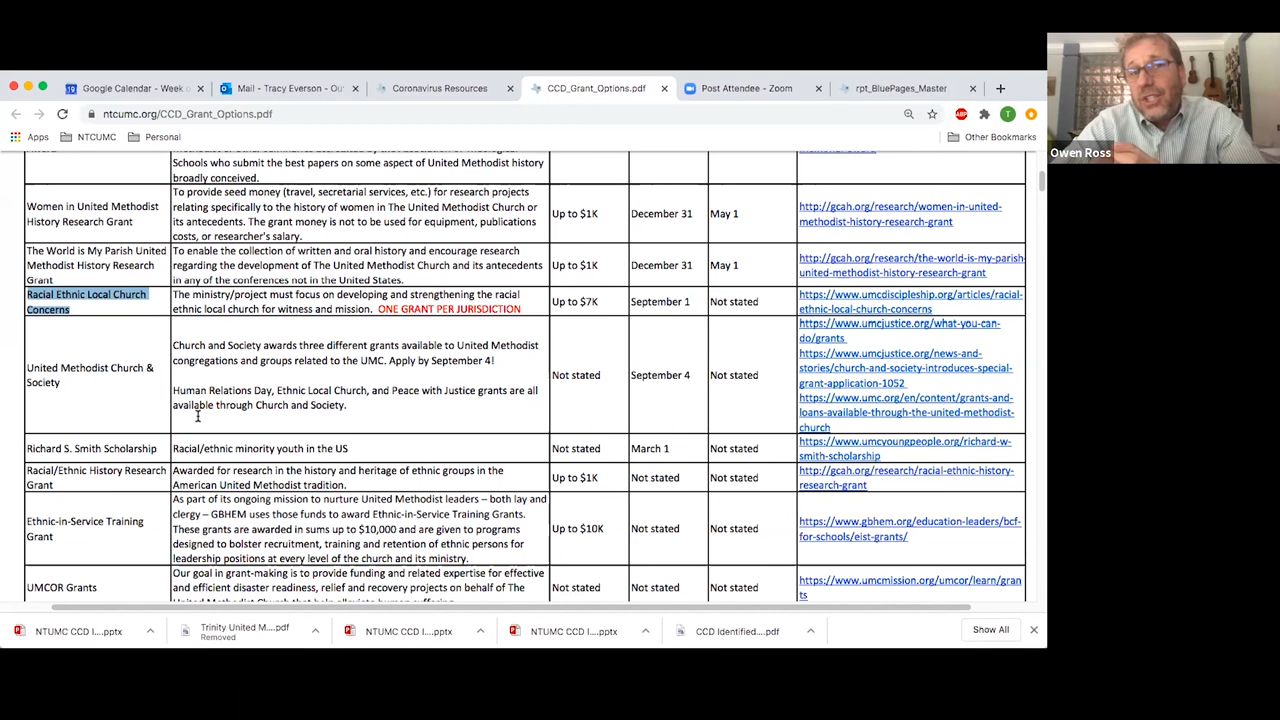 Google Calendar - Week o
Mail - Tracy Everson - Out
Coronavirus Resources
CCD_Grant_Options.pdf
Post Attendee - Zoom
rpt_BluePages_Master
ntcumc.org/CCD_Grant_Options.pdf
ABP
T
Apps
NTCUMC
Personal
Other Bookmarks
Owen Ross
Schools who submit the best papers on some aspect of United Methodist history
broadly conceived.
Women in United Methodist
History Research Grant
To provide seed money (travel, secretarial services, etc.) for research projects
relating specifically to the history of women in The United Methodist Church or
its antecedents. The grant money is not to be used for equipment, publications
costs, or researcher's salary.
Up to $1K
December 31
May 1
http://gcah.org/research/women-in-united-
methodist-history-research-grant
The World is My Parish United
Methodist History Research
Grant
To enable the collection of written and oral history and encourage research
regarding the development of The United Methodist Church and its antecedents
in any of the conferences not in the United States.
Up to $1K
December 31
May 1
http://gcah.org/research/the-world-is-my-parish-
united-methodist-history-research-grant
Racial Ethnic Local Church
Concerns
The ministry/project must focus on developing and strengthening the racial
ethnic local church for witness and mission. ONE GRANT PER JURISDICTION
Up to $7K
September 1
Not stated
https://www.umcdiscipleship.org/articles/racial-
ethnic-local-church-concerns
United Methodist Church &
Society
Church and Society awards three different grants available to United Methodist
congregations and groups related to the UMC. Apply by September 4!
Human Relations Day, Ethnic Local Church, and Peace with Justice grants are all
available through Church and Society.
Not stated
September 4
Not stated
https://www.umcjustice.org/what-you-can-
do/grants
https://www.umcjustice.org/news-and-
stories/church-and-society-introduces-special-
grant-application-1052
https://www.umc.org/en/content/grants-and-
loans-available-through-the-united-methodist-
church
Richard S. Smith Scholarship
Racial/ethnic minority youth in the US
Not stated
March 1
Not stated
https://www.umcyoungpeople.org/richard-w-
smith-scholarship
Racial/Ethnic History Research
Grant
Awarded for research in the history and heritage of ethnic groups in the
American United Methodist tradition.
Up to $1K
Not stated
Not stated
http://gcah.org/research/racial-ethnic-history-
research-grant
Ethnic-in-Service Training
Grant
As part of its ongoing mission to nurture United Methodist leaders – both lay and
clergy – GBHEM uses those funds to award Ethnic-in-Service Training Grants.
These grants are awarded in sums up to $10,000 and are given to programs
designed to bolster recruitment, training and retention of ethnic persons for
leadership positions at every level of the church and its ministry.
Up to $10K
Not stated
Not stated
https://www.gbhem.org/education-leaders/bcf-
for-schools/eist-grants/
UMCOR Grants
Our goal in grant-making is to provide funding and related expertise for effective
and efficient disaster readiness, relief and recovery projects on behalf of The
Not stated
Not stated
Not stated
https://www.umcmission.org/umcor/learn/gran
ts
NTUMC CCD I....pptx
Trinity United M....pdf
Removed
NTUMC CCD I....pptx
NTUMC CCD I....pptx
CCD Identified....pdf
Show All